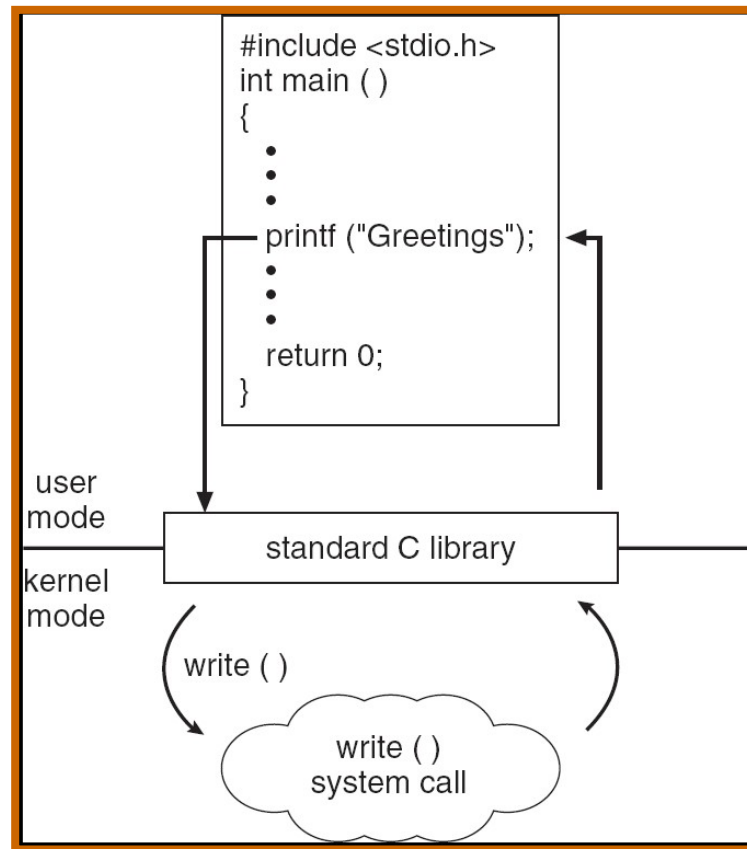 #include <stdio.h>
int main ( )
{
•
•
•
printf ("Greetings");
•
•
•
return 0;
}
user
mode
standard C library
kernel
mode
write ( )
write ( )
system call